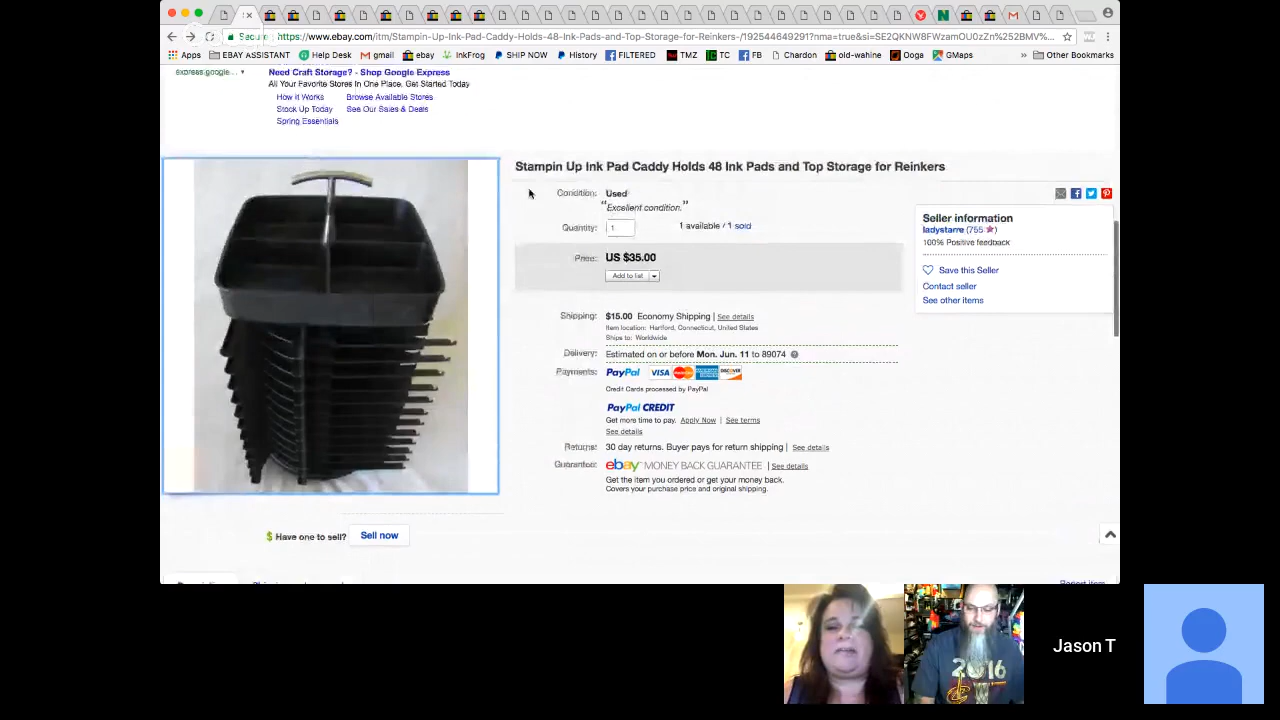 Secure https://www.ebay.com/itm/Stampin-Up-Ink-Pad-Caddy-Holds-48-Ink-Pads-and-Top-Storage-for-Reinkers-/192544649291?nma=true&si=SE2QKNW8FWzamOU0zZn%252BMV%...
Apps EBAY ASSISTANT Help Desk gmail ebay InkFrog SHIP NOW History FILTERED TMZ TC FB Chardon old-wahine Ooga GMaps » Other Bookmarks
express.google... Need Craft Storage? - Shop Google Express
All Your Favorite Stores In One Place. Get Started Today
How it Works Browse Available Stores
Stock Up Today See Our Sales & Deals
Spring Essentials
Stampin Up Ink Pad Caddy Holds 48 Ink Pads and Top Storage for Reinkers
Condition: Used
"Excellent condition."
Quantity: 1 1 available / 1 sold
Price: US $35.00
Add to list
Shipping: $15.00 Economy Shipping | See details
Item location: Hartford, Connecticut, United States
Ships to: Worldwide
Delivery: Estimated on or before Mon. Jun. 11 to 89074
Payments: PayPal VISA DISCOVER
Credit Cards processed by PayPal
PayPal CREDIT
Get more time to pay. Apply Now | See terms
See details
Returns: 30 day returns. Buyer pays for return shipping | See details
Guarantee: ebay MONEY BACK GUARANTEE | See details
Get the item you ordered or get your money back.
Covers your purchase price and original shipping.
Seller information
ladystarre (755)
100% Positive feedback
Save this Seller
Contact seller
See other items
$ Have one to sell? Sell now
Report item
2016
Jason T